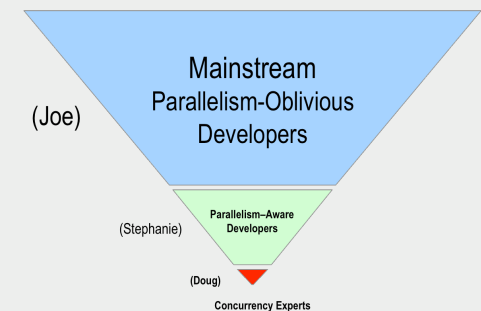 Mainstream
Parallelism-Oblivious
Developers
(Joe)
Parallelism–Aware
Developers
(Stephanie)
(Doug)
Concurrency Experts